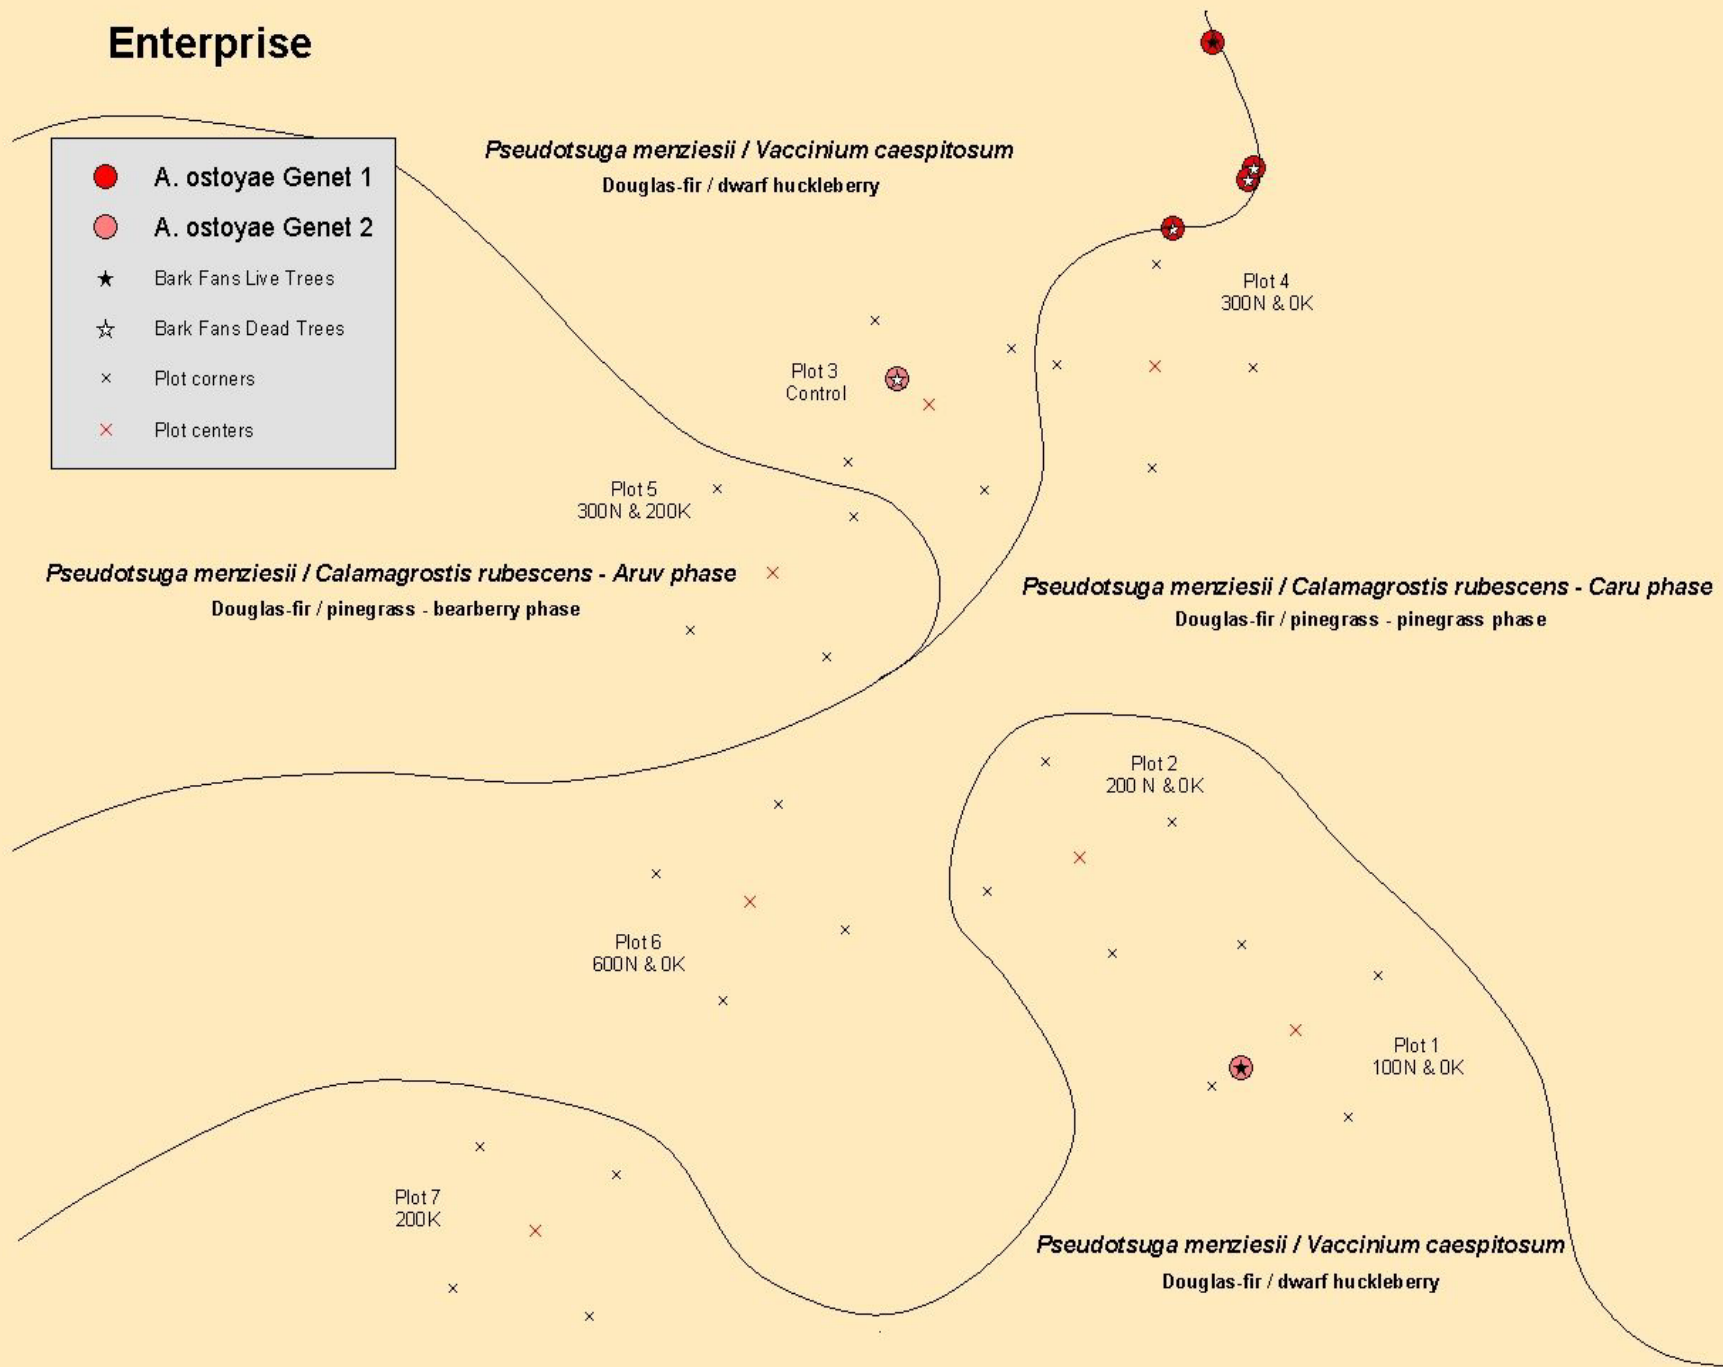 Enterprise
A. ostoyae Genet 1
A. ostoyae Genet 2
Bark Fans Live Trees
Bark Fans Dead Trees
Plot corners
Plot centers
Pseudotsuga menziesii / Vaccinium caespitosum
Douglas-fir / dwarf huckleberry
Plot 4
300N & 0K
Plot 3
Control
Plot 5
300N & 200K
Pseudotsuga menziesii / Calamagrostis rubescens - Aruv phase
Douglas-fir / pinegrass - bearberry phase
Pseudotsuga menziesii / Calamagrostis rubescens - Caru phase
Douglas-fir / pinegrass - pinegrass phase
Plot 2
200 N & 0K
Plot 6
600N & 0K
Plot 1
100N & 0K
Plot 7
200K
Pseudotsuga menziesii / Vaccinium caespitosum
Douglas-fir / dwarf huckleberry